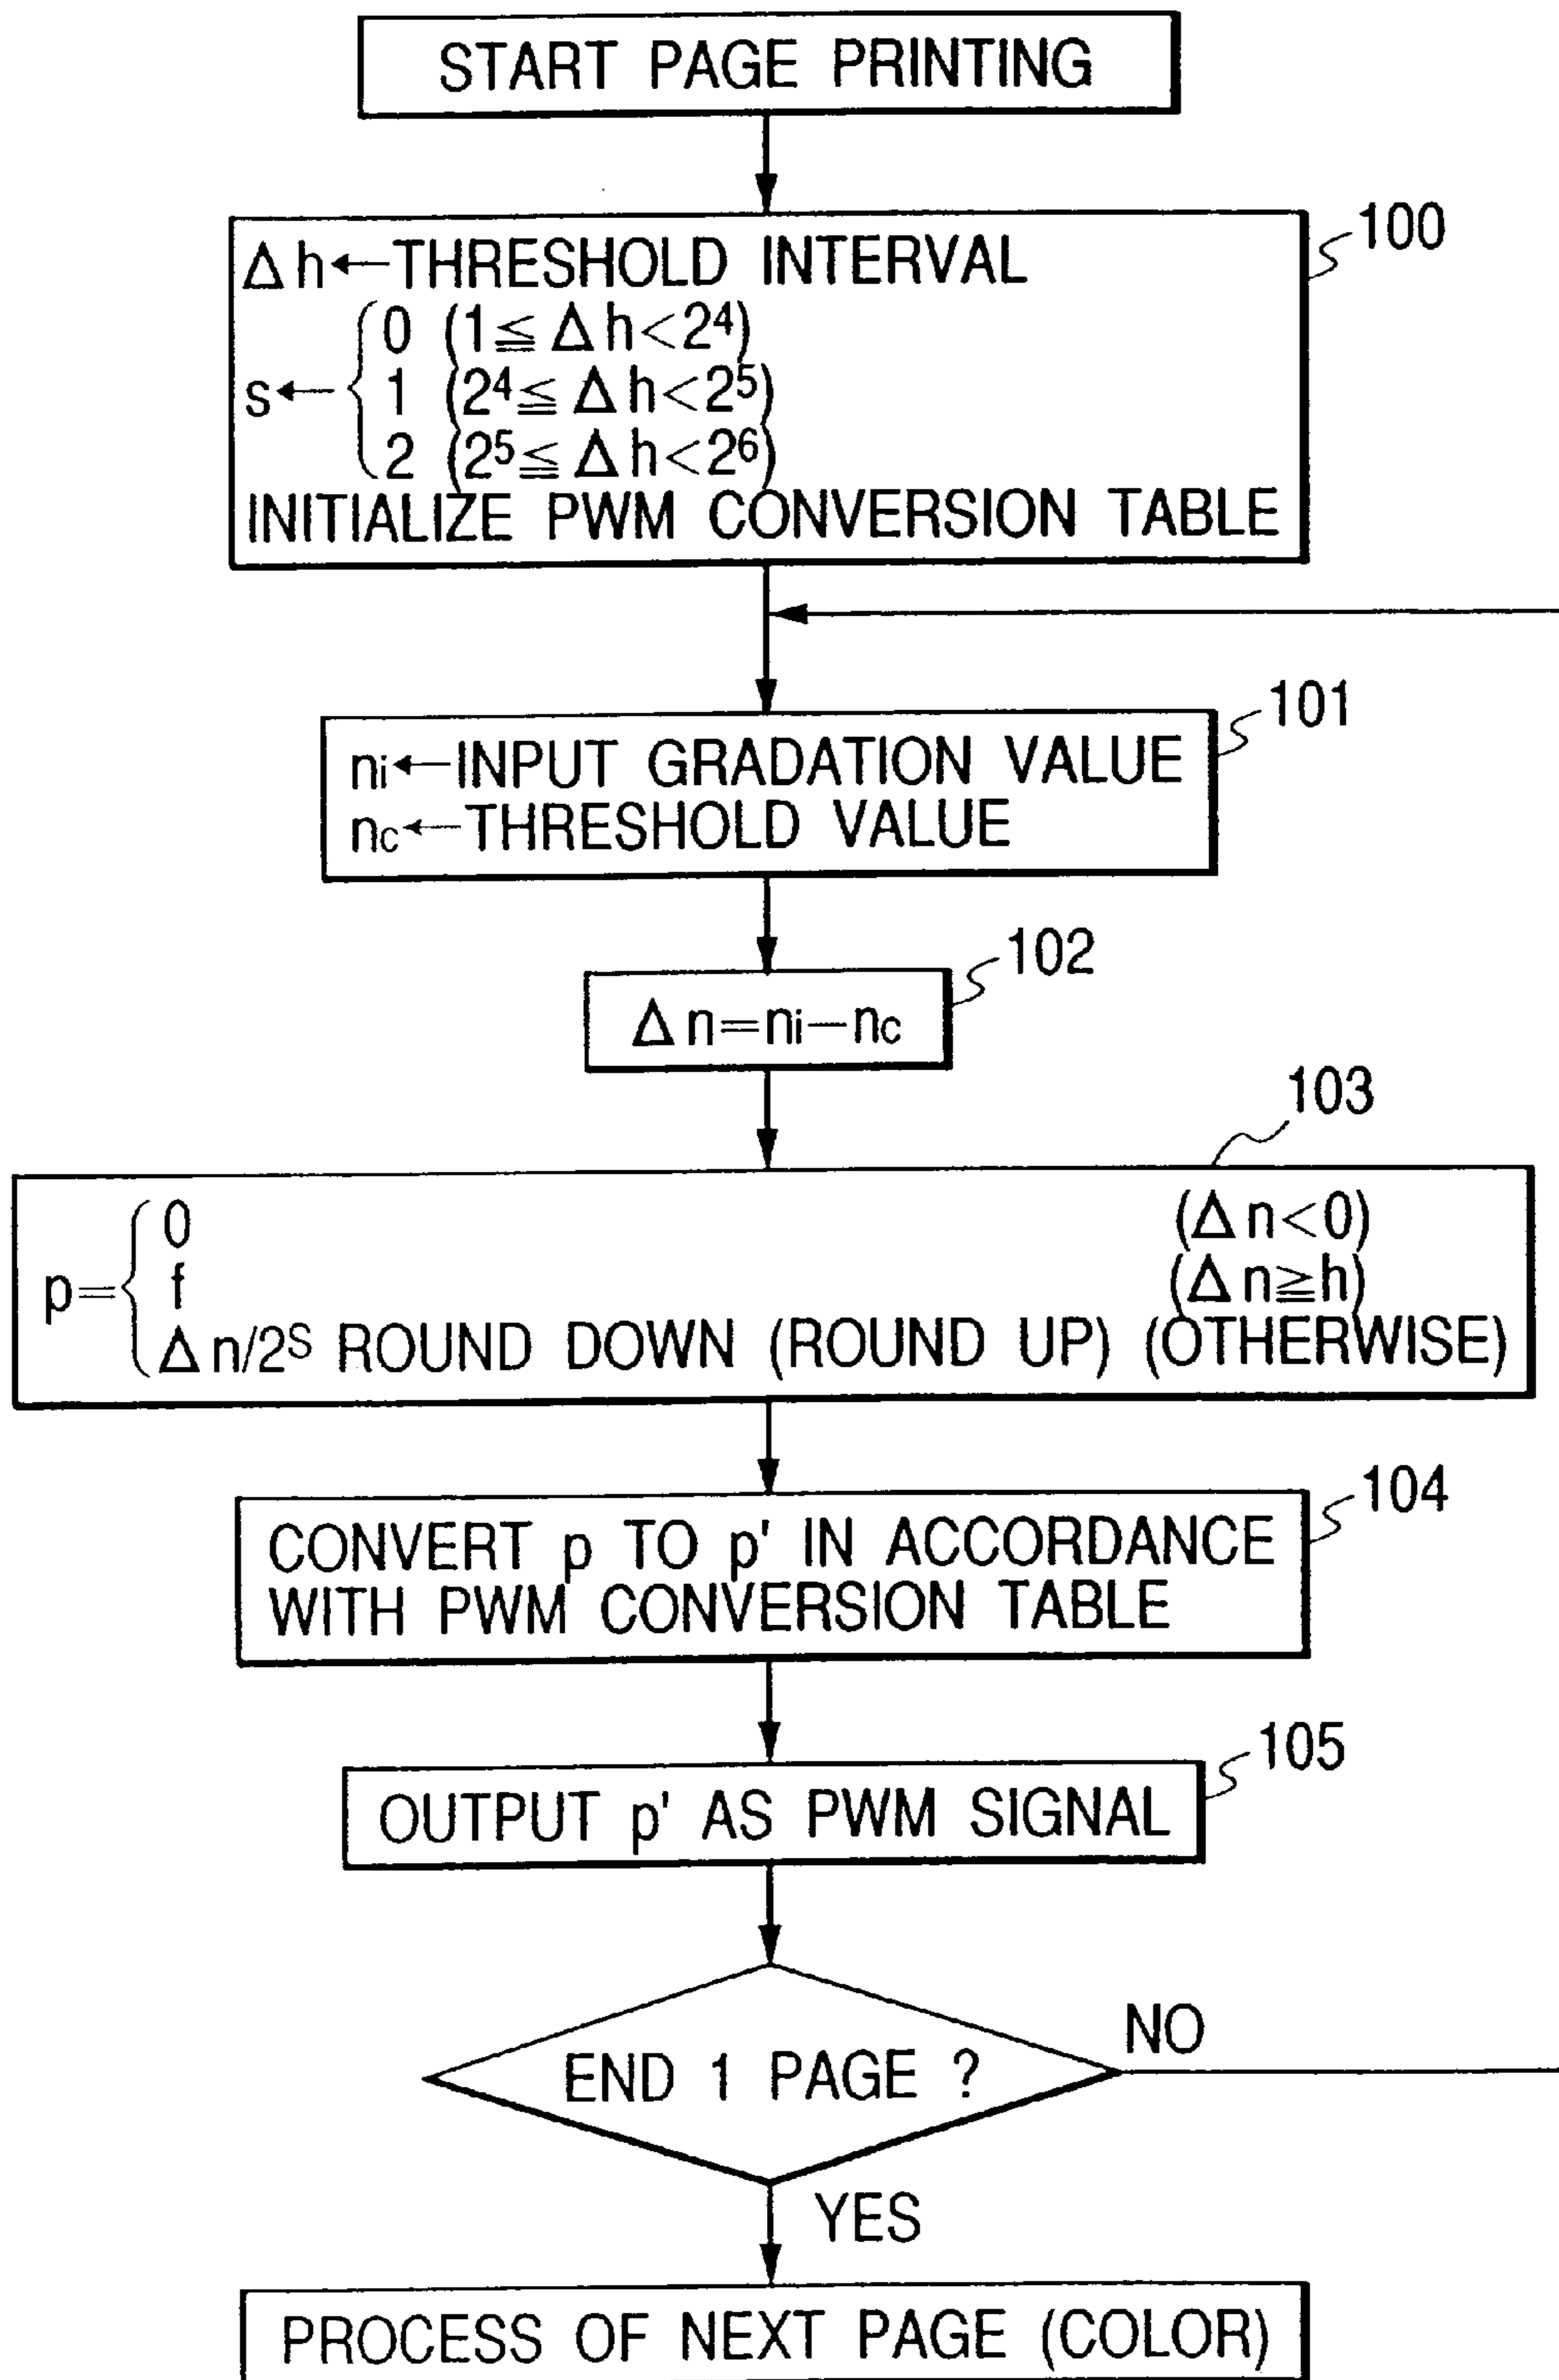 START PAGE PRINTING
100
Δh←THRESHOLD INTERVAL
0 (1≦Δh<2⁴)
s← 1 (2⁴≦Δh<2⁵)
2 (2⁵≦Δh<2⁶)
INITIALIZE PWM CONVERSION TABLE
101
ni←INPUT GRADATION VALUE
nc←THRESHOLD VALUE
102
Δn=ni−nc
103
0 (Δn<0)
p= f (Δn≧h)
Δn/2ˢ ROUND DOWN (ROUND UP) (OTHERWISE)
104
CONVERT p TO p' IN ACCORDANCE
WITH PWM CONVERSION TABLE
105
OUTPUT p' AS PWM SIGNAL
END 1 PAGE ?
NO
YES
PROCESS OF NEXT PAGE (COLOR)